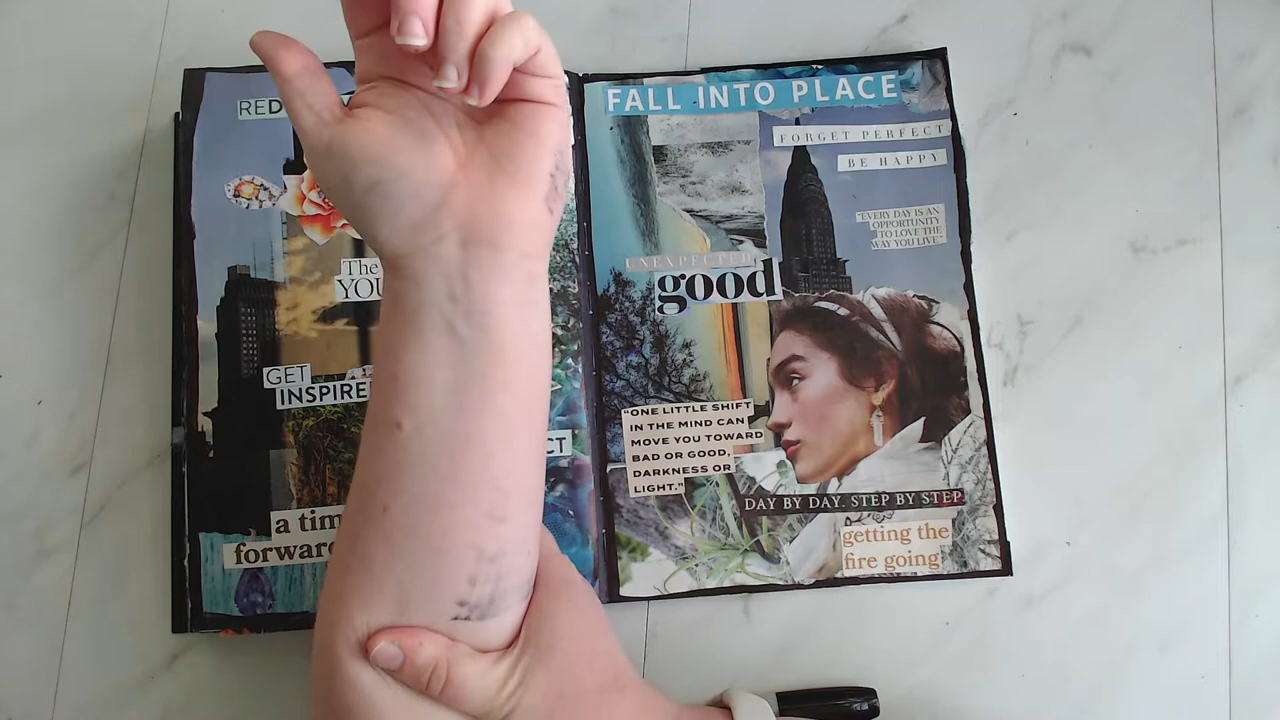 The
YOU
GET
INSPIRE
a tim
forward
CT
FALL INTO PLACE
FORGET PERFECT
BE HAPPY
"EVERY DAY IS AN
OPPORTUNITY
TO LOVE THE
WAY YOU LIVE"
UNEXPECTED
good
"ONE LITTLE SHIFT
IN THE MIND CAN
MOVE YOU TOWARD
BAD OR GOOD,
DARKNESS OR
LIGHT."
DAY BY DAY. STEP BY STEP.
getting the
fire going